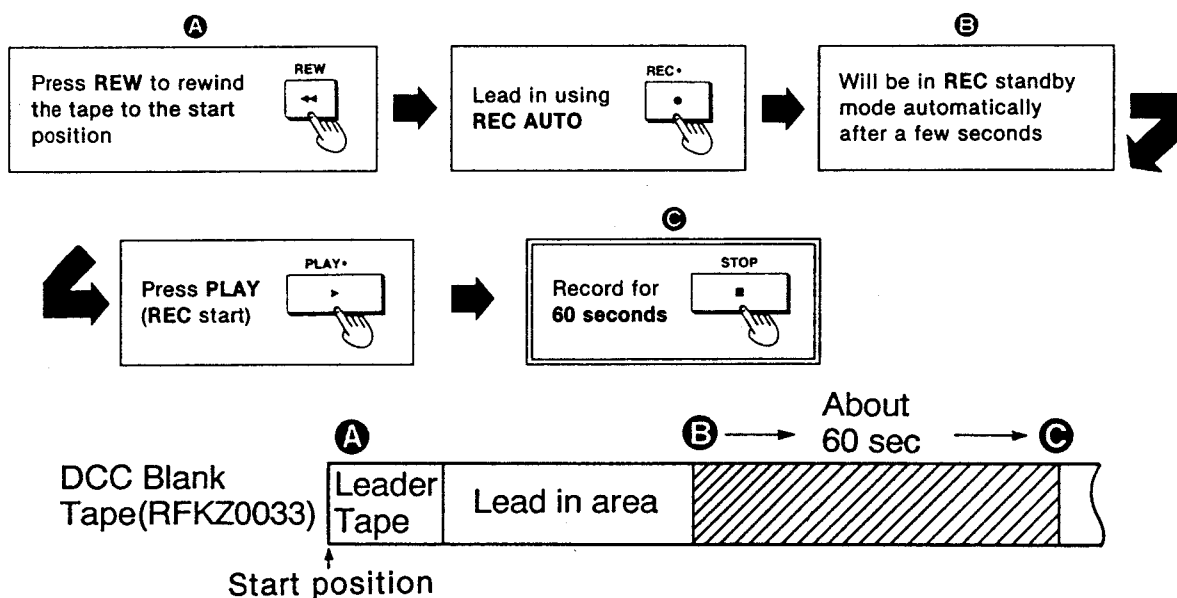 A
Press REW to rewind
the tape to the start
position
REW
Lead in using
REC AUTO
REC•
B
Will be in REC standby
mode automatically
after a few seconds
Press PLAY
(REC start)
PLAY•
C
Record for
60 seconds
STOP
DCC Blank
Tape(RFKZ0033)
A
Leader
Tape
Lead in area
B
About
60 sec
C
Start position